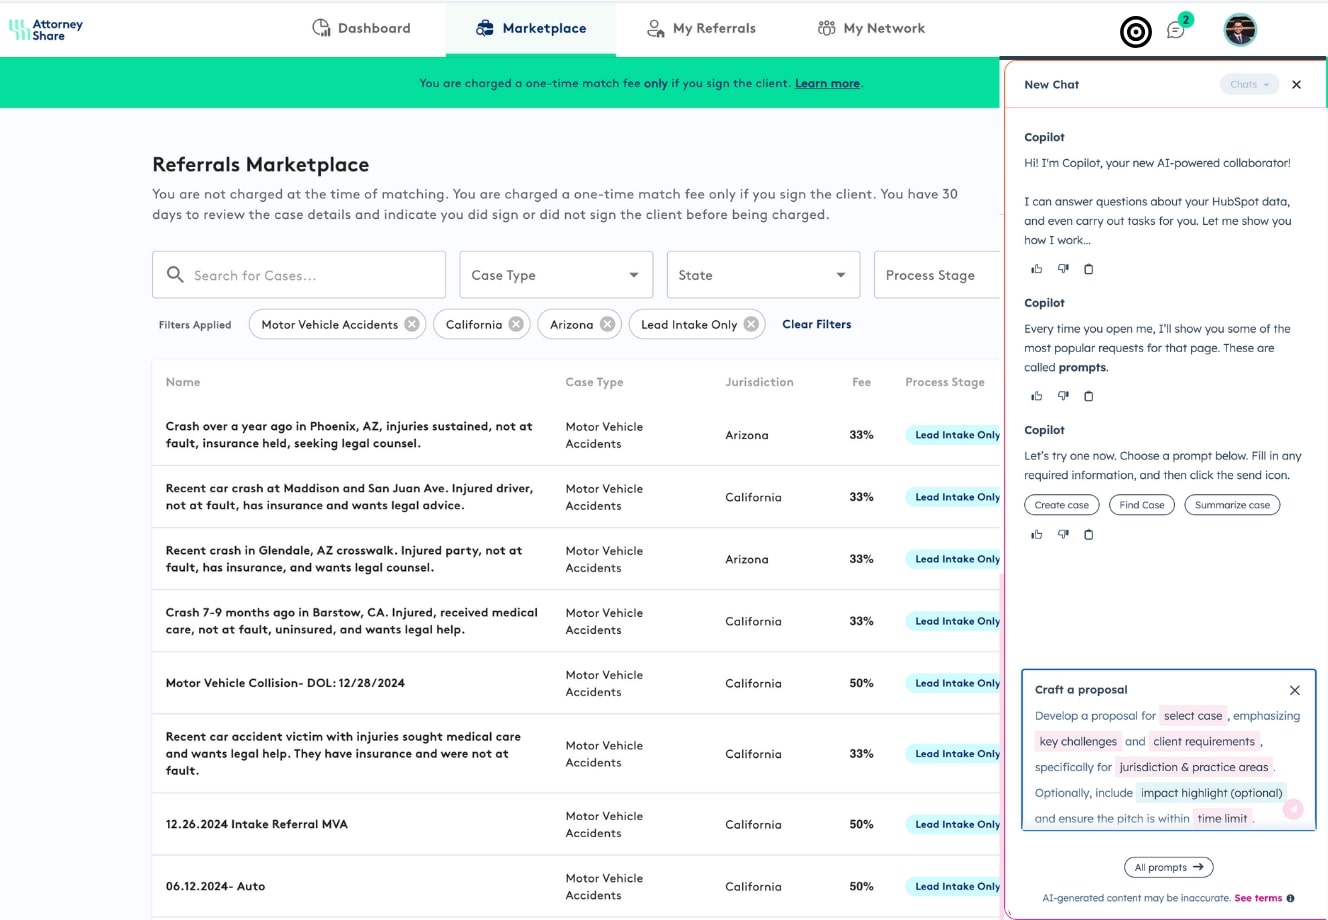 Attorney
Share
Dashboard
Marketplace
My Referrals
My Network
2
You are charged a one-time match fee only if you sign the client. Learn more.
Referrals Marketplace
You are not charged at the time of matching. You are charged a one-time match fee only if you sign the client. You have 30
days to review the case details and indicate you did sign or did not sign the client before being charged.
Search for Cases...
Case Type
State
Process Stage
Filters Applied
Motor Vehicle Accidents
California
Arizona
Lead Intake Only
Clear Filters
Name
Case Type
Jurisdiction
Fee
Process Stage
Crash over a year ago in Phoenix, AZ, injuries sustained, not at
fault, insurance held, seeking legal counsel.
Motor Vehicle
Accidents
Arizona
33%
Lead Intake Only
Recent car crash at Maddison and San Juan Ave. Injured driver,
not at fault, has insurance and wants legal advice.
Motor Vehicle
Accidents
California
33%
Lead Intake Only
Recent crash in Glendale, AZ crosswalk. Injured party, not at
fault, has insurance, and wants legal counsel.
Motor Vehicle
Accidents
Arizona
33%
Lead Intake Only
Crash 7-9 months ago in Barstow, CA. Injured, received medical
care, not at fault, uninsured, and wants legal help.
Motor Vehicle
Accidents
California
33%
Lead Intake Only
Motor Vehicle Collision- DOL: 12/28/2024
Motor Vehicle
Accidents
California
50%
Lead Intake Only
Recent car accident victim with injuries sought medical care
and wants legal help. They have insurance and were not at
fault.
Motor Vehicle
Accidents
California
33%
Lead Intake Only
12.26.2024 Intake Referral MVA
Motor Vehicle
Accidents
California
50%
Lead Intake Only
06.12.2024- Auto
Motor Vehicle
Accidents
California
50%
Lead Intake Only
New Chat
Chats
Copilot
Hi! I'm Copilot, your new AI-powered collaborator!
I can answer questions about your HubSpot data,
and even carry out tasks for you. Let me show you
how I work...
Copilot
Every time you open me, I'll show you some of the
most popular requests for that page. These are
called prompts.
Copilot
Let's try one now. Choose a prompt below. Fill in any
required information, and then click the send icon.
Create case
Find Case
Summarize case
Craft a proposal
Develop a proposal for select case , emphasizing
key challenges and client requirements ,
specifically for jurisdiction & practice areas .
Optionally, include impact highlight (optional)
and ensure the pitch is within time limit .
All prompts →
AI-generated content may be inaccurate. See terms